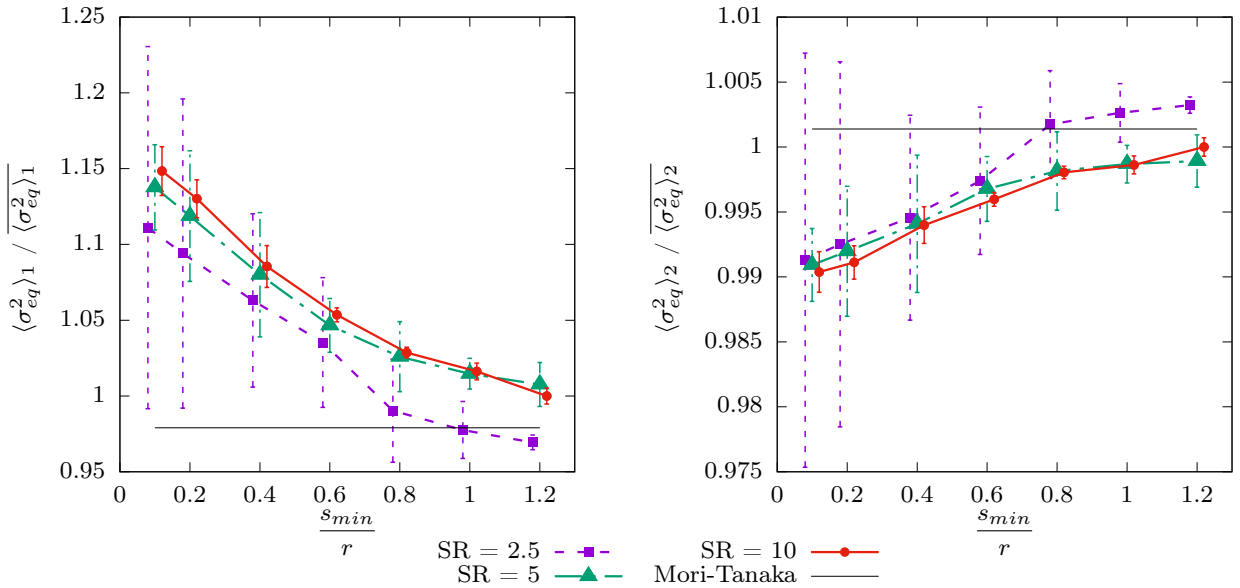 ⟨σ²eq⟩1 / ⟨σ²eq⟩1
1.25
1.2
1.15
1.1
1.05
1
0.95
0 0.2 0.4 0.6 0.8 1 1.2
smin
r
⟨σ²eq⟩2 / ⟨σ²eq⟩2
1.01
1.005
1
0.995
0.99
0.985
0.98
0.975
0 0.2 0.4 0.6 0.8 1 1.2
smin
r
SR = 2.5 SR = 10
SR = 5 Mori-Tanaka